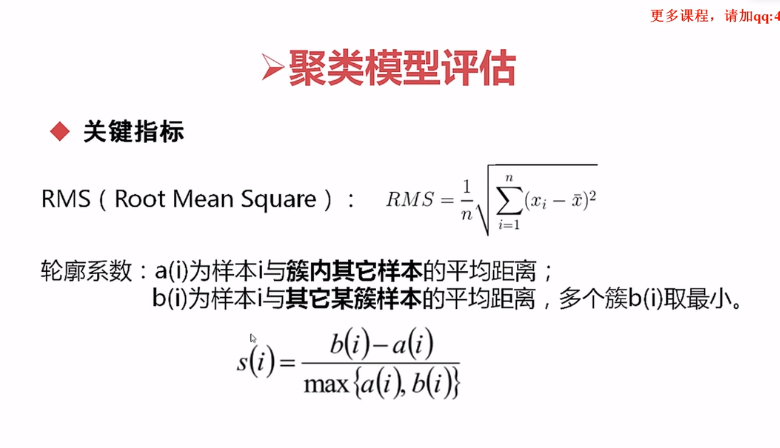 更多课程，请加qq:4
➢聚类模型评估
◆ 关键指标
RMS（Root Mean Square）： $RMS = \frac{1}{n}\sqrt{\sum_{i=1}^{n}(x_i - \bar{x})^2}$
轮廓系数：a(i)为样本i与簇内其它样本的平均距离；
b(i)为样本i与其它某簇样本的平均距离，多个簇b(i)取最小。
$s(i) = \frac{b(i) - a(i)}{\max\{a(i), b(i)\}}$